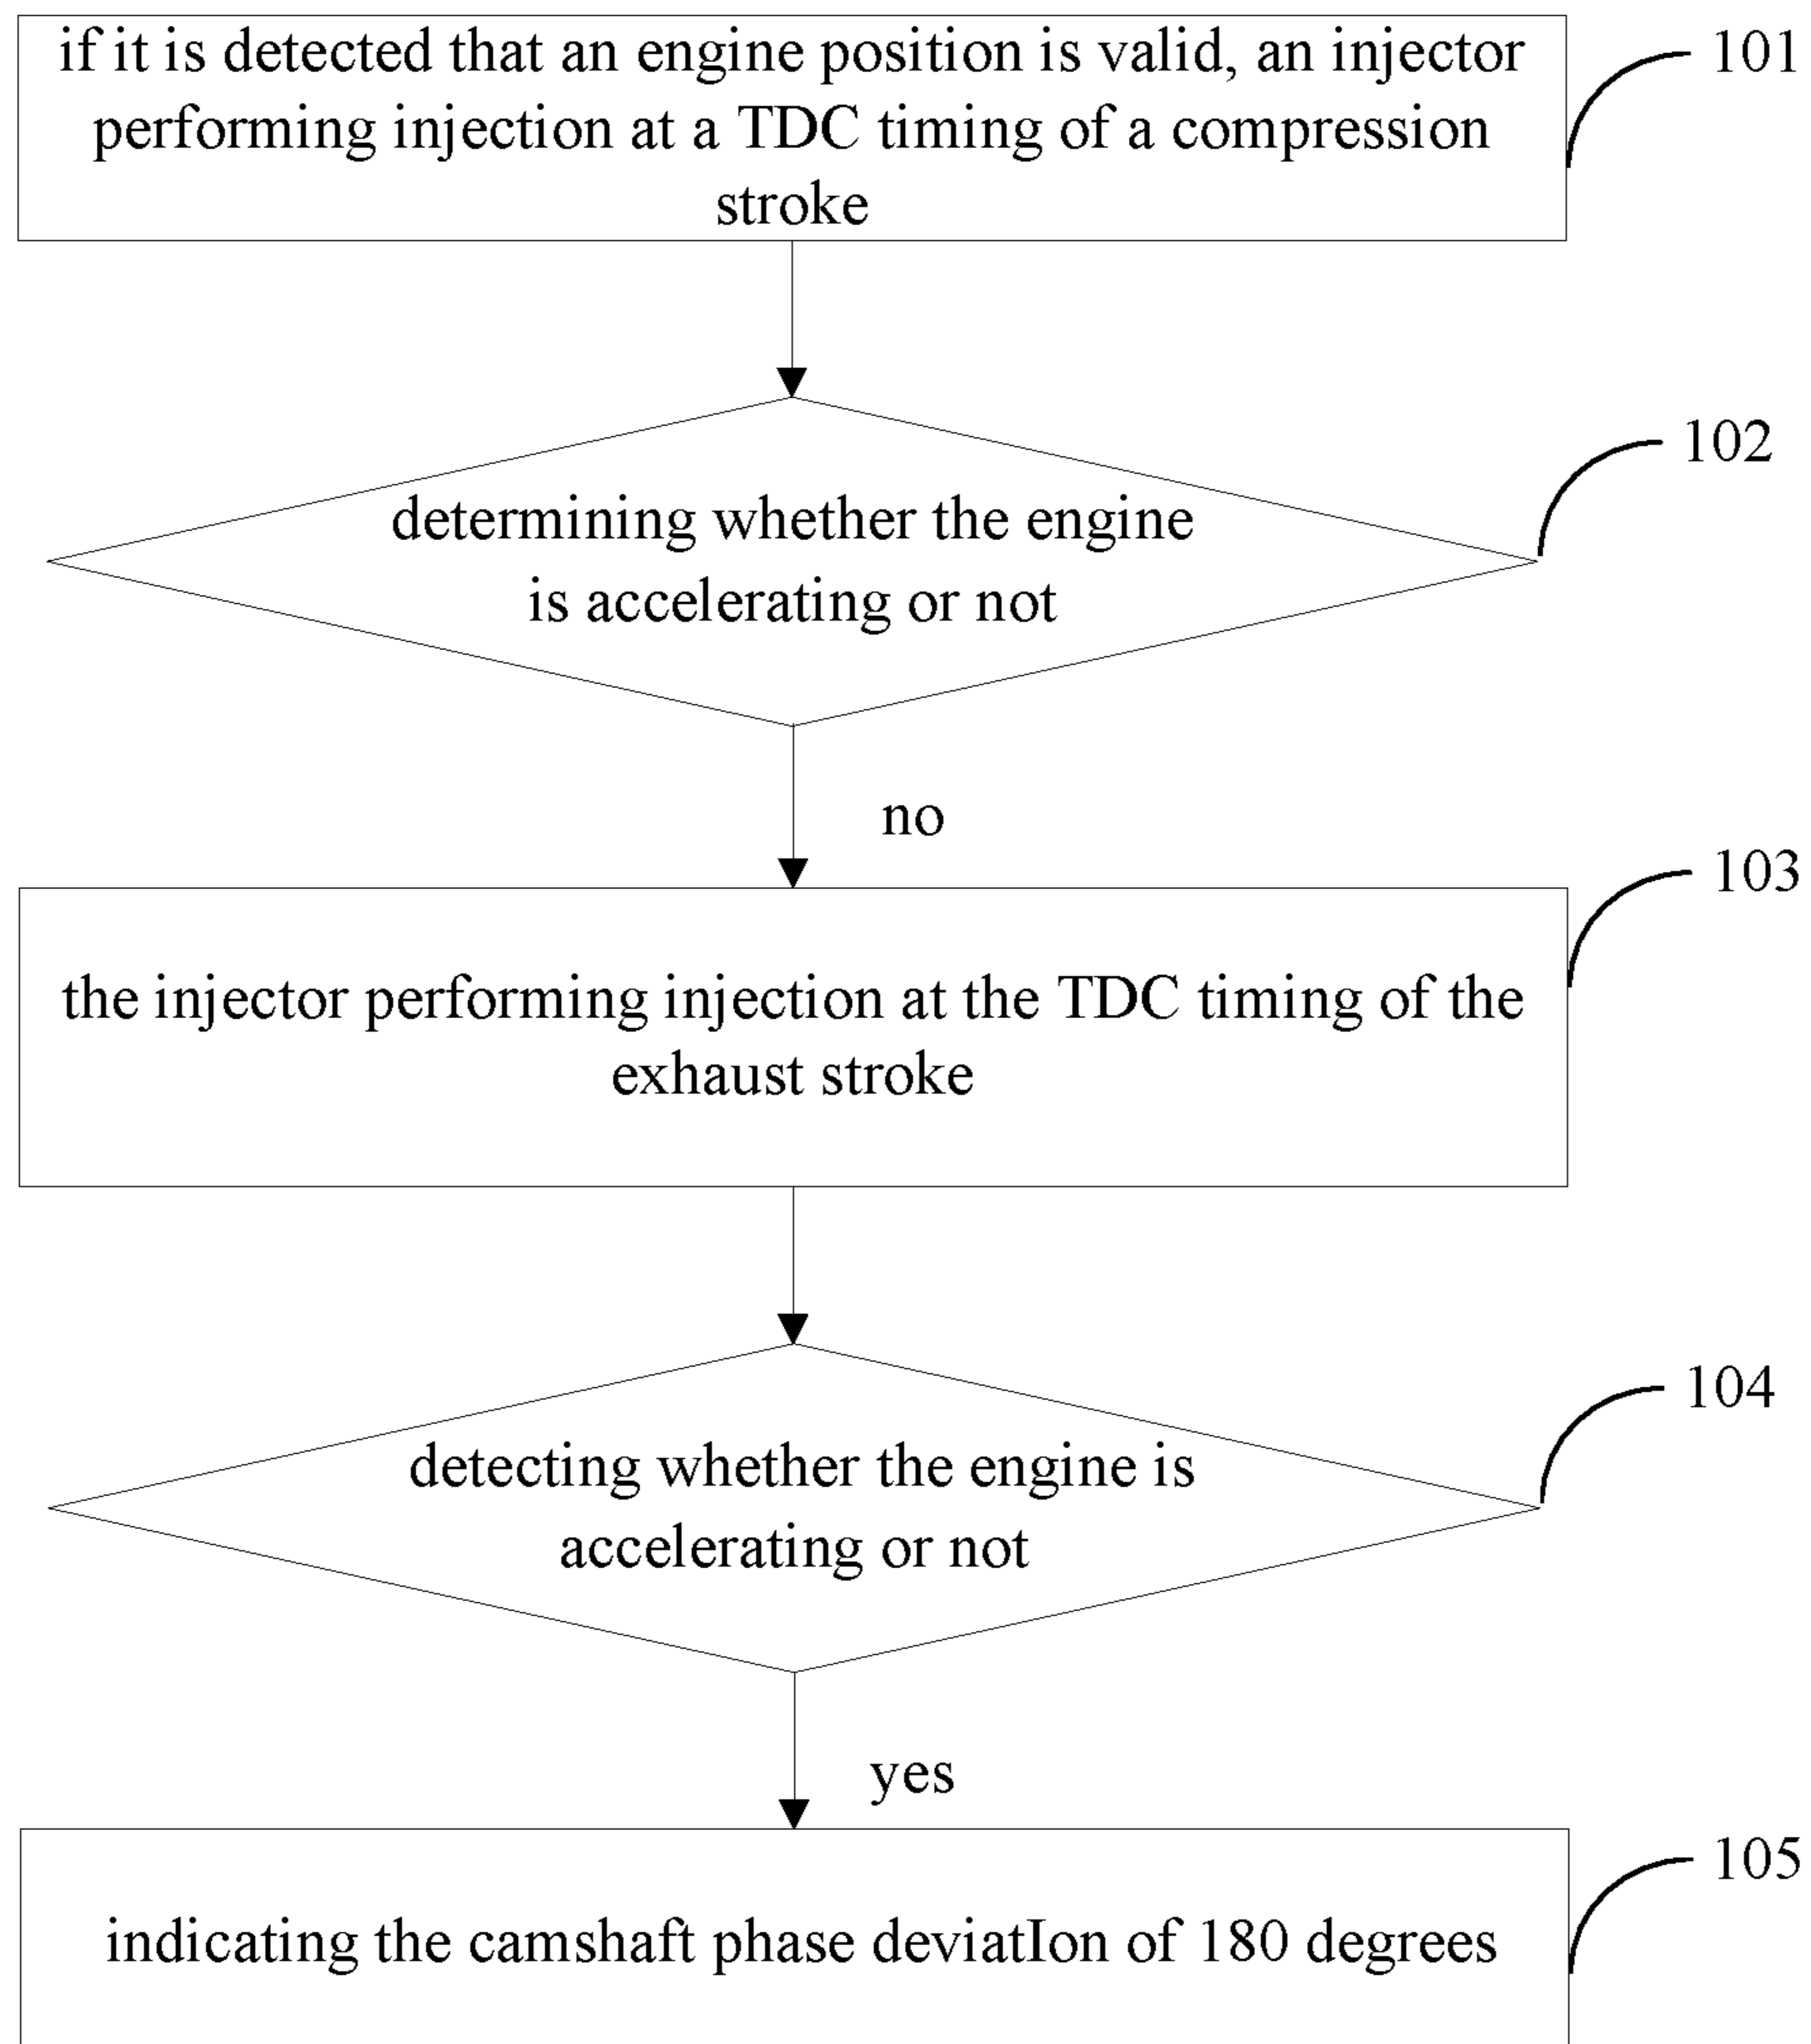 if it is detected that an engine position is valid, an injector
performing injection at a TDC timing of a compression
stroke
101
determining whether the engine
is accelerating or not
102
no
the injector performing injection at the TDC timing of the
exhaust stroke
103
detecting whether the engine is
accelerating or not
104
yes
indicating the camshaft phase deviatIon of 180 degrees
105